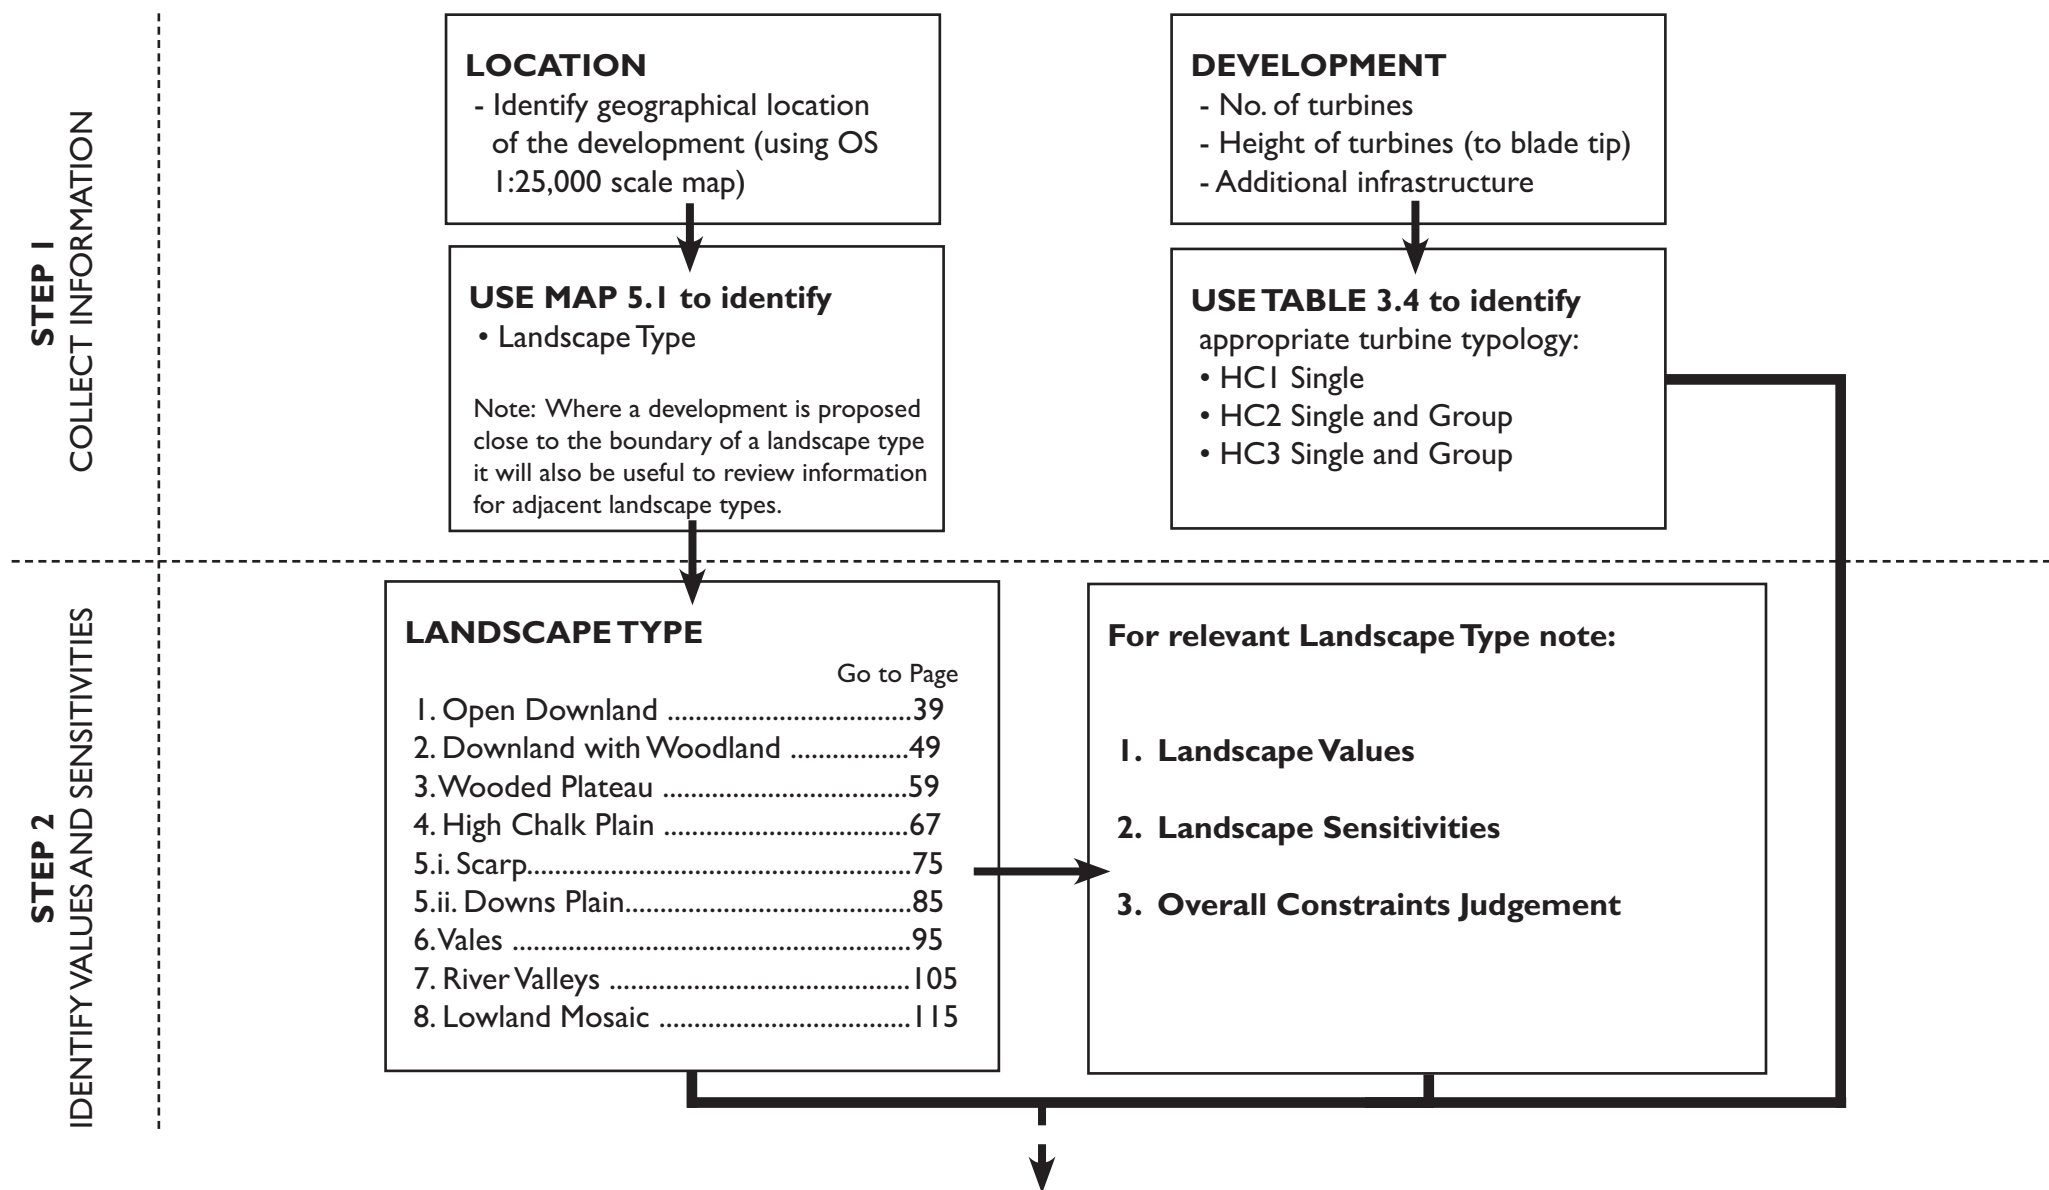 STEP 1
COLLECT INFORMATION
LOCATION
- Identify geographical location
of the development (using OS
1:25,000 scale map)
USE MAP 5.1 to identify
• Landscape Type
Note: Where a development is proposed
close to the boundary of a landscape type
it will also be useful to review information
for adjacent landscape types.
DEVELOPMENT
- No. of turbines
- Height of turbines (to blade tip)
- Additional infrastructure
USE TABLE 3.4 to identify
appropriate turbine typology:
• HC1 Single
• HC2 Single and Group
• HC3 Single and Group
STEP 2
IDENTIFY VALUES AND SENSITIVITIES
LANDSCAPE TYPE
Go to Page
1. Open Downland ..................................39
2. Downland with Woodland ................49
3. Wooded Plateau ..................................59
4. High Chalk Plain ..................................67
5.i. Scarp.....................................................75
5.ii. Downs Plain........................................85
6. Vales .......................................................95
7. River Valleys .........................................105
8. Lowland Mosaic ...................................115
For relevant Landscape Type note:
1. Landscape Values
2. Landscape Sensitivities
3. Overall Constraints Judgement